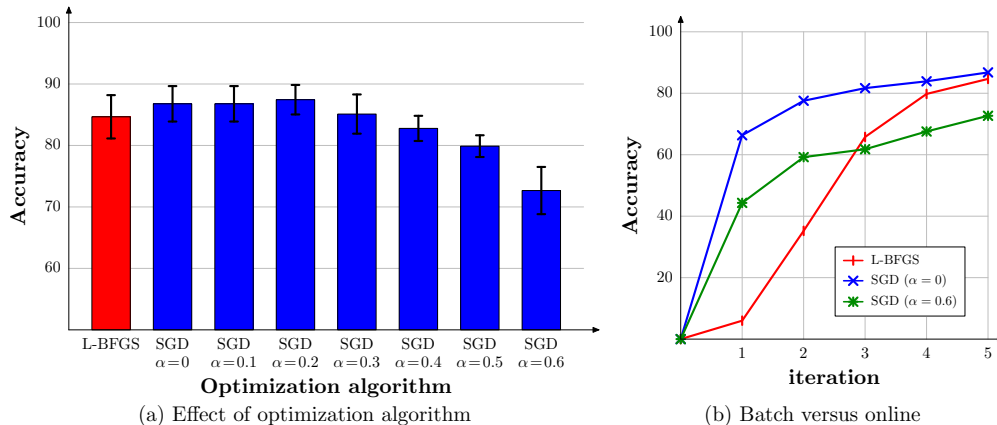 100
90
80
70
60
Accuracy
L-BFGS SGD SGD SGD SGD SGD SGD SGD
α=0 α=0.1 α=0.2 α=0.3 α=0.4 α=0.5 α=0.6
Optimization algorithm
(a) Effect of optimization algorithm
100
80
60
40
20
Accuracy
L-BFGS
SGD (α = 0)
SGD (α = 0.6)
1 2 3 4 5
iteration
(b) Batch versus online